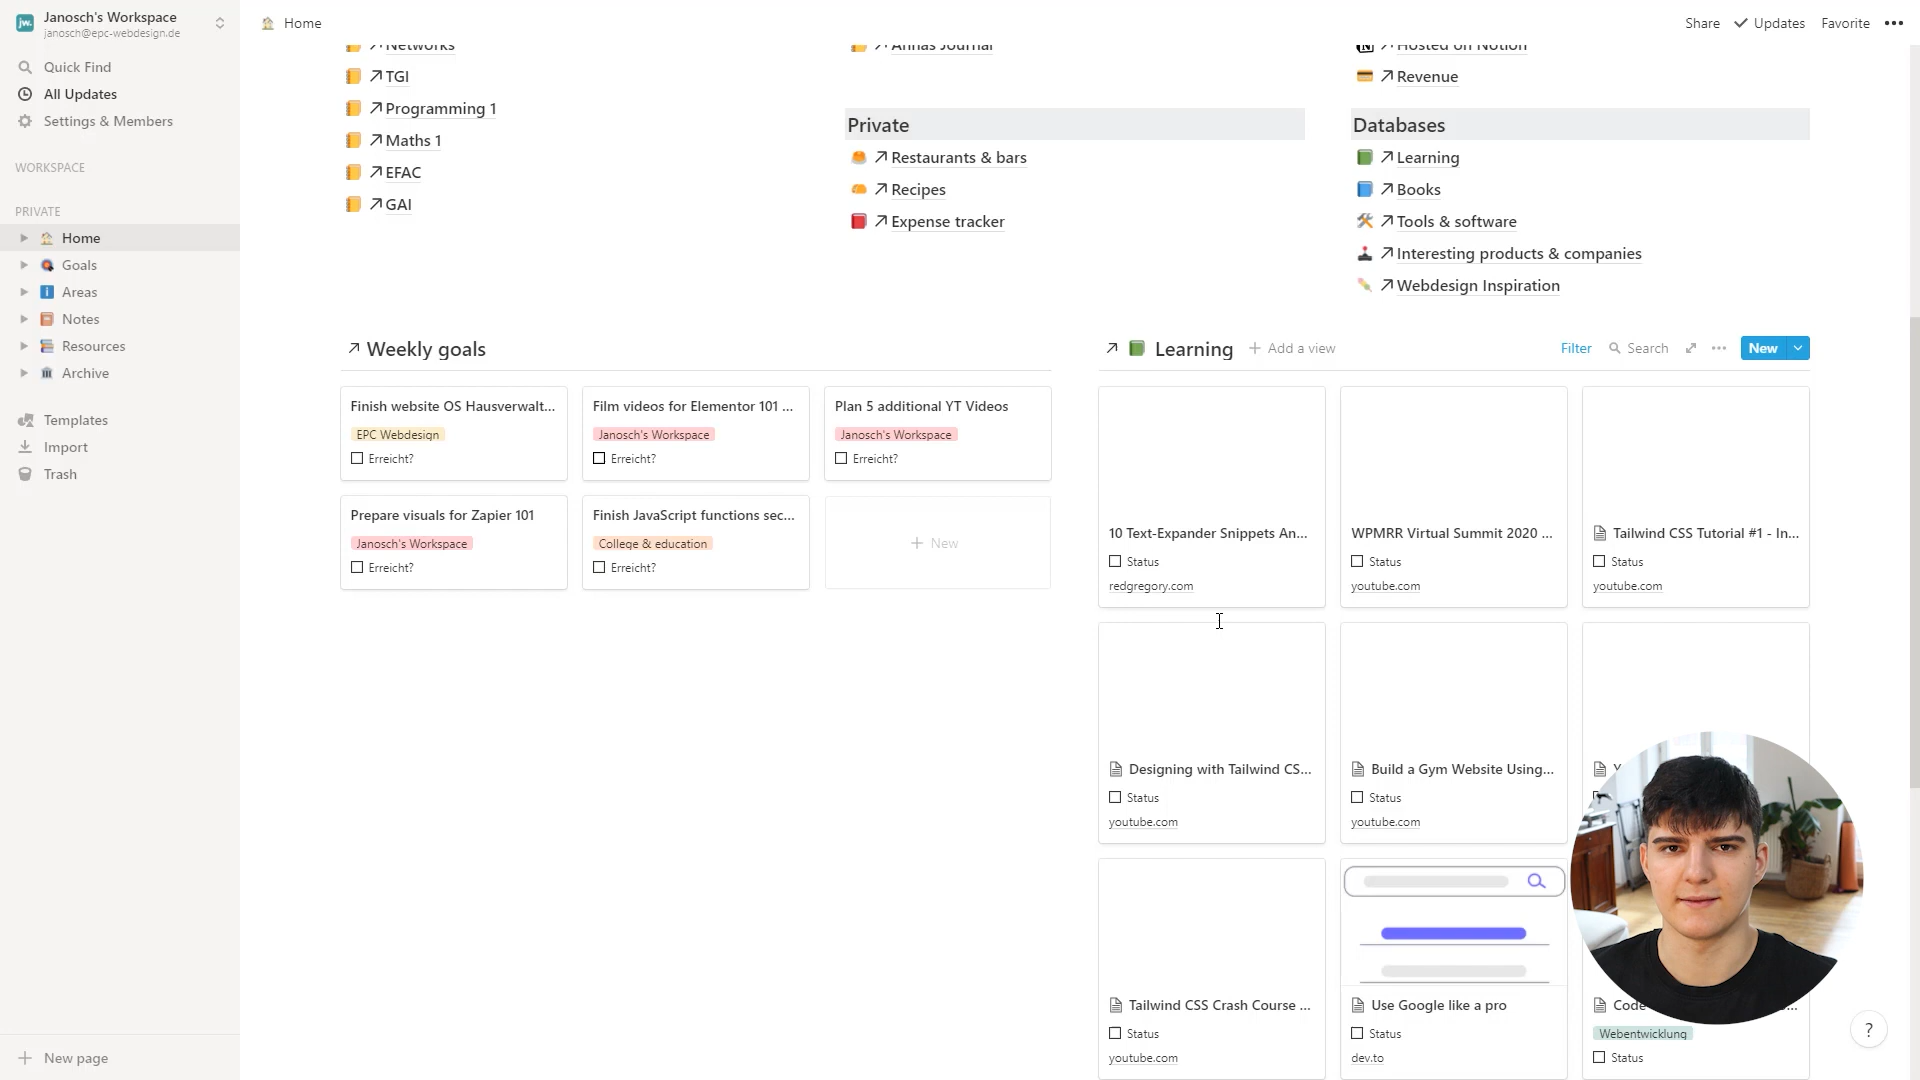 jw.
Janosch's Workspace
janosch@epc-webdesign.de
Quick Find
All Updates
Settings & Members
WORKSPACE
PRIVATE
Home
Goals
Areas
Notes
Resources
Archive
Templates
Import
Trash
New page
Home
Share
Updates
Favorite
Networks
TGI
Programming 1
Maths 1
EFAC
GAI
Annas Journal
Private
Restaurants & bars
Recipes
Expense tracker
Hosted on Notion
Revenue
Databases
Learning
Books
Tools & software
Interesting products & companies
Webdesign Inspiration
Weekly goals
Finish website OS Hausverwalt...
EPC Webdesign
Erreicht?
Film videos for Elementor 101 ...
Janosch's Workspace
Erreicht?
Plan 5 additional YT Videos
Janosch's Workspace
Erreicht?
Prepare visuals for Zapier 101
Janosch's Workspace
Erreicht?
Finish JavaScript functions sec...
College & education
Erreicht?
New
Learning
Add a view
Filter
Search
New
10 Text-Expander Snippets An...
Status
redgregory.com
WPMRR Virtual Summit 2020 ...
Status
youtube.com
Tailwind CSS Tutorial #1 - In...
Status
youtube.com
Designing with Tailwind CS...
Status
youtube.com
Build a Gym Website Using...
Status
youtube.com
Tailwind CSS Crash Course ...
Status
youtube.com
Use Google like a pro
Status
dev.to
Code
Webentwicklung
Status
?